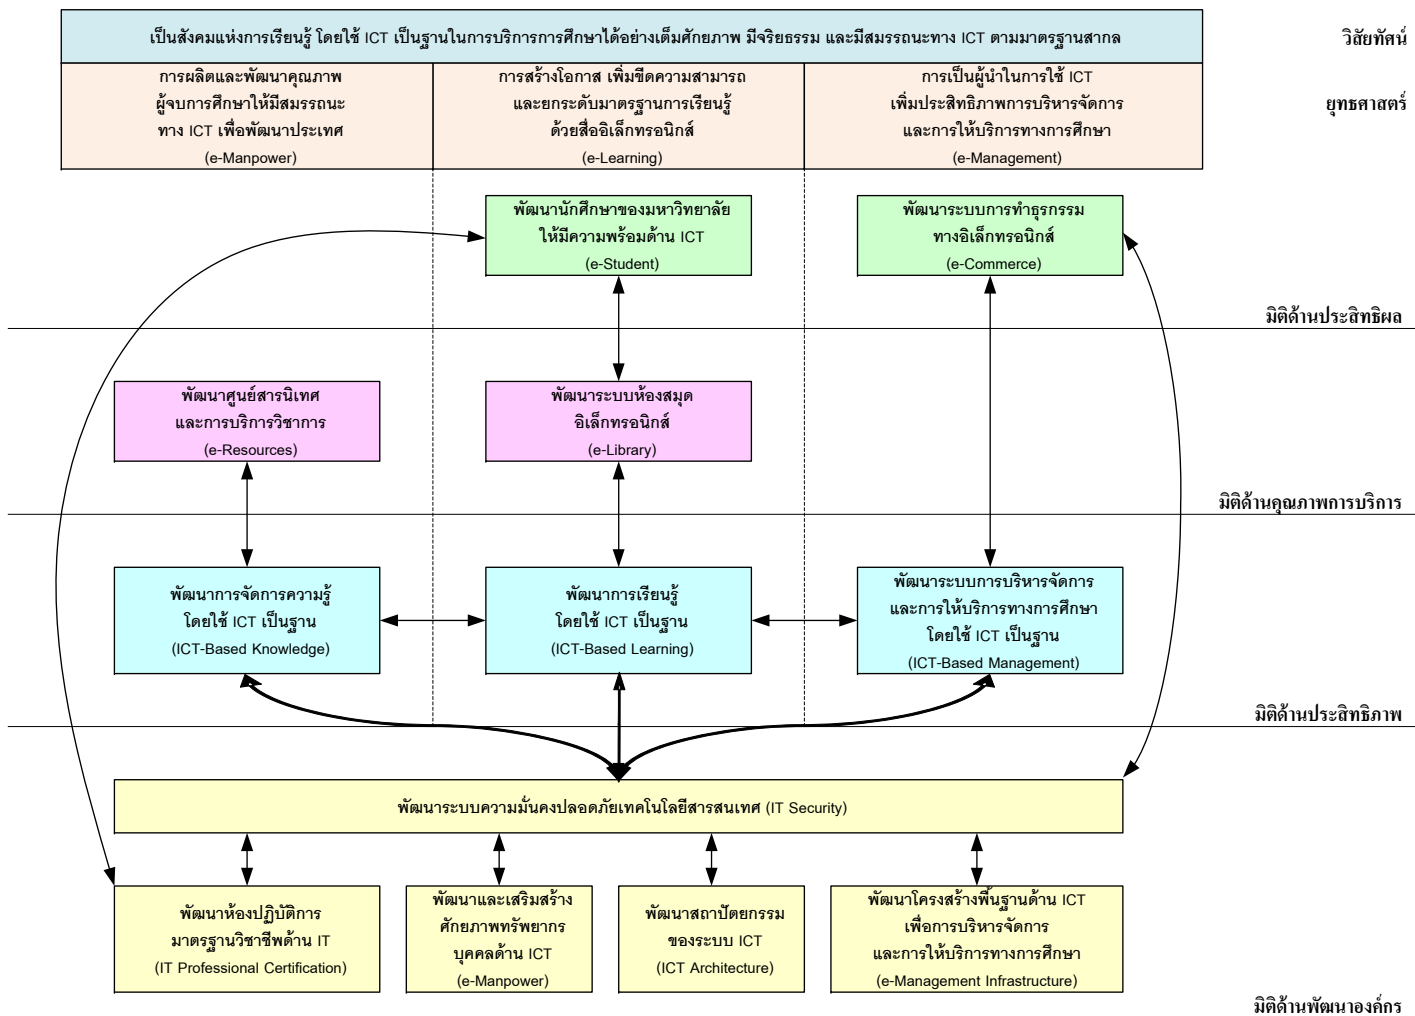 เป็นสังคมแห่งการเรียนรู้ โดยใช้ ICT เป็นฐานในการบริการการศึกษาได้อย่างเต็มศักยภาพ มีจริยธรรม และมีสมรรถนะทาง ICT ตามมาตรฐานสากล
วิสัยทัศน์
การผลิตและพัฒนาคุณภาพ
ผู้จบการศึกษาให้มีสมรรถนะ
ทาง ICT เพื่อพัฒนาประเทศ
(e-Manpower)
การสร้างโอกาส เพิ่มขีดความสามารถ
และยกระดับมาตรฐานการเรียนรู้
ด้วยสื่ออิเล็กทรอนิกส์
(e-Learning)
การเป็นผู้นำในการใช้ ICT
เพิ่มประสิทธิภาพการบริหารจัดการ
และการให้บริการทางการศึกษา
(e-Management)
ยุทธศาสตร์
พัฒนานักศึกษาของมหาวิทยาลัย
ให้มีความพร้อมด้าน ICT
(e-Student)
พัฒนาระบบการทำธุรกรรม
ทางอิเล็กทรอนิกส์
(e-Commerce)
มิติด้านประสิทธิผล
พัฒนาศูนย์สารนิเทศ
และการบริการวิชาการ
(e-Resources)
พัฒนาระบบห้องสมุด
อิเล็กทรอนิกส์
(e-Library)
มิติด้านคุณภาพการบริการ
พัฒนาการจัดการความรู้
โดยใช้ ICT เป็นฐาน
(ICT-Based Knowledge)
พัฒนาการเรียนรู้
โดยใช้ ICT เป็นฐาน
(ICT-Based Learning)
พัฒนาระบบการบริหารจัดการ
และการให้บริการทางการศึกษา
โดยใช้ ICT เป็นฐาน
(ICT-Based Management)
มิติด้านประสิทธิภาพ
พัฒนาระบบความมั่นคงปลอดภัยเทคโนโลยีสารสนเทศ (IT Security)
พัฒนาห้องปฏิบัติการ
มาตรฐานวิชาชีพด้าน IT
(IT Professional Certification)
พัฒนาและเสริมสร้าง
ศักยภาพทรัพยากร
บุคคลด้าน ICT
(e-Manpower)
พัฒนาสถาปัตยกรรม
ของระบบ ICT
(ICT Architecture)
พัฒนาโครงสร้างพื้นฐานด้าน ICT
เพื่อการบริหารจัดการ
และการให้บริการทางการศึกษา
(e-Management Infrastructure)
มิติด้านพัฒนาองค์กร